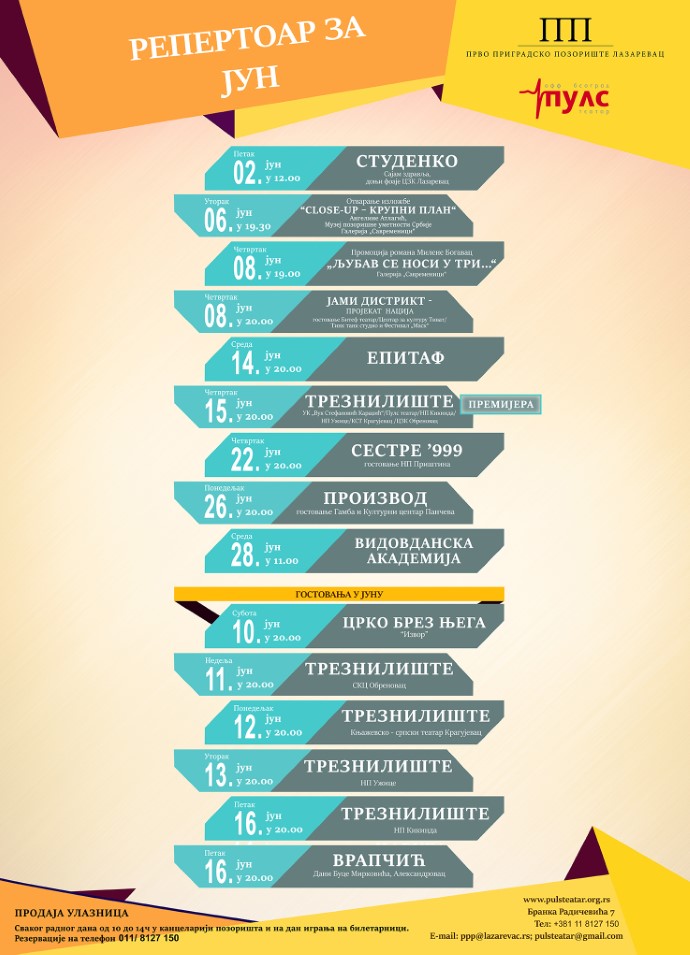 РЕПЕРТОАР ЗА
ЈУН
ПП
ПРВО ПРИГРАДСКО ПОЗОРИШТЕ ЛАЗАРЕВАЦ
офф београд
ПУЛС
театар
Петак
02. јун
у 12.00
СТУДЕНКО
Сајам здравља,
доњи фоаје ЦЗК Лазаревац
Уторак
06. јун
у 19.30
Отварање изложбе
“CLOSE-UP – КРУПНИ ПЛАН“
Ангелине Атлагић,
Музеј позоришне уметности Србије
Галерија „Савременици“
Четвртак
08. јун
у 19.00
Промоција романа Милене Богавац
„ЉУБАВ СЕ НОСИ У ТРИ...“
Галерија „Савременици“
Четвртак
08. јун
у 20.00
ЈАМИ ДИСТРИКТ -
ПРОЈЕКАТ НАЦИЈА
гостовање Битеф театар/Центар за културу Тиват/
Глеј, твин студио и Фестивал „Маск“
Среда
14. јун
у 20.00
ЕПИТАФ
Четвртак
15. јун
у 20.00
ТРЕЗНИЛИШТЕ
УК „Вук Стефановић Караџић“/Пулс театар/НП Кикинда/
НП Ужице/КСТ Крагујевац /ЦЗК Обреновац
ПРЕМИЈЕРА
Четвртак
22. јун
у 20.00
СЕСТРЕ ’999
гостовање НП Приштина
Понедељак
26. јун
у 20.00
ПРОИЗВОД
гостовање Гамба и Културни центар Панчева
Среда
28. јун
у 11.00
ВИДОВДАНСКА
АКАДЕМИЈА
ГОСТОВАЊА У ЈУНУ
Субота
10. јун
у 20.00
ЦРКО БРЕЗ ЊЕГА
“Извор”
Недеља
11. јун
у 20.00
ТРЕЗНИЛИШТЕ
СКЦ Обреновац
Понедељак
12. јун
у 20.00
ТРЕЗНИЛИШТЕ
Књажевско - српски театар Крагујевац
Уторак
13. јун
у 20.00
ТРЕЗНИЛИШТЕ
НП Ужице
Петак
16. јун
у 20.00
ТРЕЗНИЛИШТЕ
НП Кикинда
Петак
16. јун
у 20.00
ВРАПЧИЋ
Дани Буце Мирковића, Александровац
ПРОДАЈА УЛАЗНИЦА
Сваког радног дана од 10 до 14ч у канцеларији позоришта и на дан играња на билетарници.
Резервације на телефон 011/ 8127 150
www.pulsteatar.org.rs
Бранка Радичевића 7
Тел: +381 11 8127 150
E-mail: ppp@lazarevac.rs; pulsteatar@gmail.com